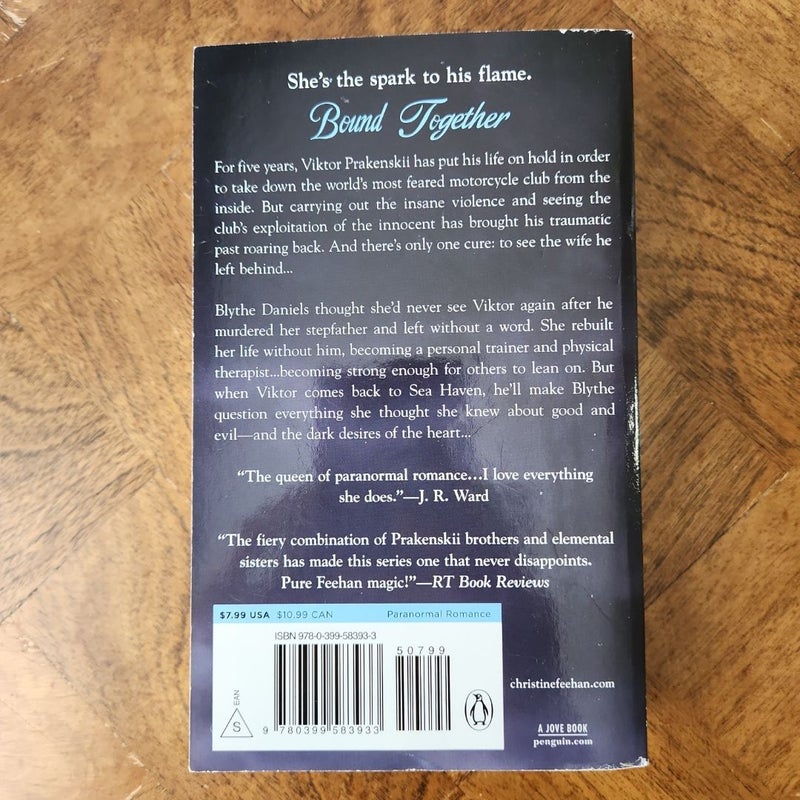 She's the spark to his flame.
Bound Together
For five years, Viktor Prakenskii has put his life on hold in order
to take down the world's most feared motorcycle club from the
inside. But carrying out the insane violence and seeing the
club's exploitation of the innocent has brought his traumatic
past roaring back. And there's only one cure: to see the wife he
left behind...
Blythe Daniels thought she'd never see Viktor again after he
murdered her stepfather and left without a word. She rebuilt
her life without him, becoming a personal trainer and physical
therapist...becoming strong enough for others to lean on. But
when Viktor comes back to Sea Haven, he'll make Blythe
question everything she thought she knew about good and
evil—and the dark desires of the heart...
“The queen of paranormal romance...I love everything
she does.”—J. R. Ward
“The fiery combination of Prakenskii brothers and elemental
sisters has made this series one that never disappoints.
Pure Feehan magic!”—RT Book Reviews
$7.99 USA $10.99 CAN Paranormal Romance
ISBN 978-0-399-58393-3
50799
EAN
S
9 780399 583933
christinefeehan.com
A JOVE BOOK
penguin.com